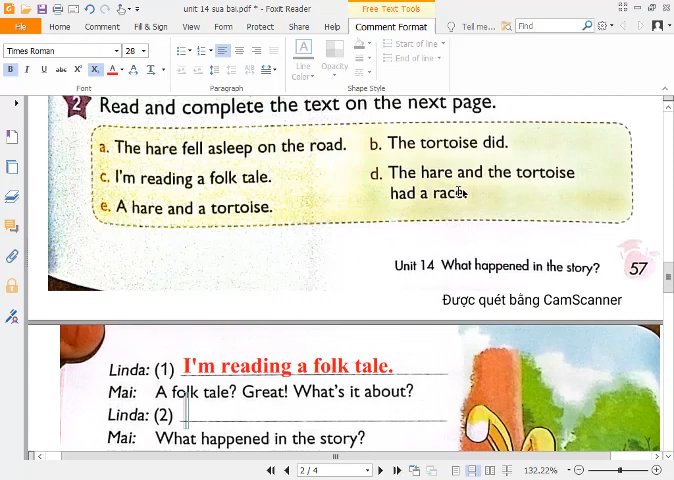 unit 14 sua bai.pdf * - Foxit Reader
Free Text Tools
File Home Comment Fill & Sign View Form Protect Share Help Extras Comment Format Tell me... Find
Times Roman 28
Line Color Opacity
Start of line
End of line
Font Paragraph Style
2 Read and complete the text on the next page.
a. The hare fell asleep on the road. b. The tortoise did.
c. I'm reading a folk tale. d. The hare and the tortoise
had a race.
e. A hare and a tortoise.
Unit 14 What happened in the story? 57
Được quét bằng CamScanner
Linda: (1) I'm reading a folk tale.
Mai: A folk tale? Great! What's it about?
Linda: (2)
Mai: What happened in the story?
2 / 4 132.22%